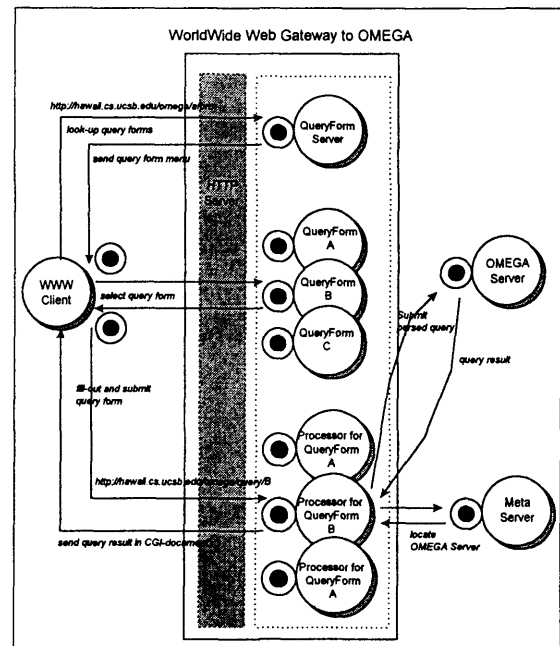 WorldWide Web Gateway to OMEGA
http://hawaii.cs.ucsb.edu/omega/sform
look-up query forms
send query form menu
QueryForm
Server
HTTP
Server
QueryForm
A
WWW
Client
select query form
QueryForm
B
OMEGA
Server
QueryForm
C
Submit
parsed query
query result
fill-out and submit
query form
Processor for
QueryForm
A
http://hawaii.cs.ucsb.edu/omega/query/B
Processor for
QueryForm
B
Meta
Server
send query result in CGI-document
locate
OMEGA Server
Processor for
QueryForm
A